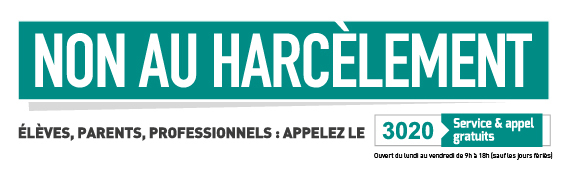 NON AU HARCÈLEMENT
ÉLÈVES, PARENTS, PROFESSIONNELS : APPELEZ LE 3020 Service & appel
gratuits
Ouvert du lundi au vendredi de 9h à 18h (sauf les jours fériés)